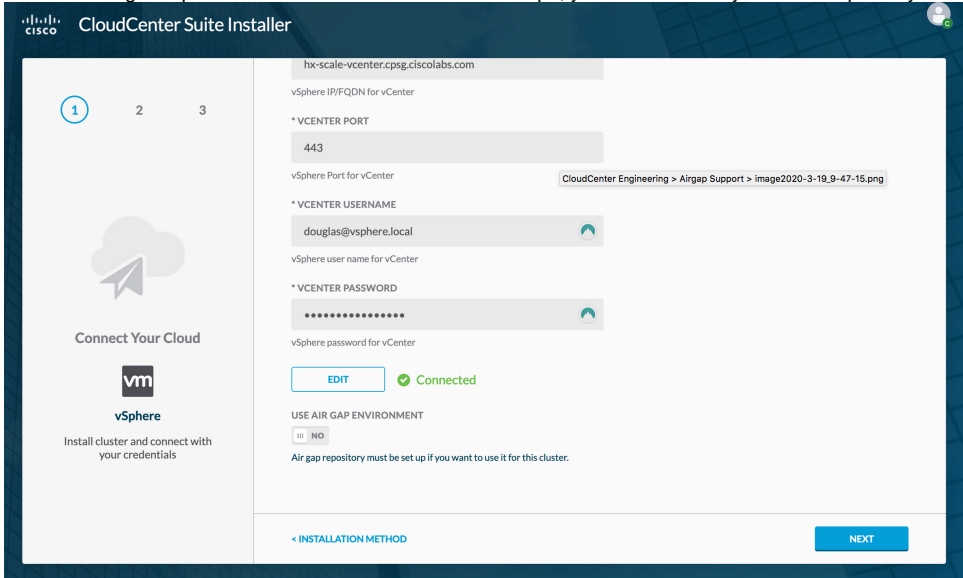 cisco CloudCenter Suite Installer
C
1 2 3
hx-scale-vcenter.cpsg.ciscolabs.com
vSphere IP/FQDN for vCenter
* VCENTER PORT
443
vSphere Port for vCenter
CloudCenter Engineering > Airgap Support > image2020-3-19_9-47-15.png
* VCENTER USERNAME
douglas@vsphere.local
vSphere user name for vCenter
* VCENTER PASSWORD
••••••••••••••••
vSphere password for vCenter
Connect Your Cloud
vm
vSphere
Install cluster and connect with
your credentials
EDIT Connected
USE AIR GAP ENVIRONMENT
NO
Air gap repository must be set up if you want to use it for this cluster.
< INSTALLATION METHOD NEXT